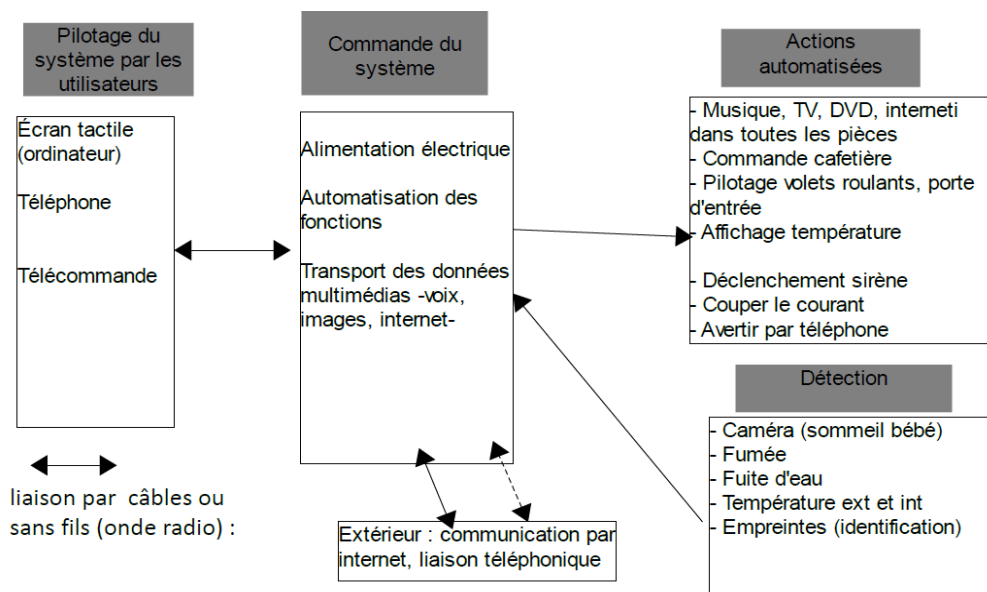 Pilotage du
système par les
utilisateurs
Écran tactile
(ordinateur)
Téléphone
Télécommande
liaison par câbles ou
sans fils (onde radio) :
Commande du
système
Alimentation électrique
Automatisation des
fonctions
Transport des données
multimédias -voix,
images, internet-
Extérieur : communication par
internet, liaison téléphonique
Actions
automatisées
- Musique, TV, DVD, interneti
dans toutes les pièces
- Commande cafetière
- Pilotage volets roulants, porte
d'entrée
- Affichage température
- Déclenchement sirène
- Couper le courant
- Avertir par téléphone
Détection
- Caméra (sommeil bébé)
- Fumée
- Fuite d'eau
- Température ext et int
- Empreintes (identification)